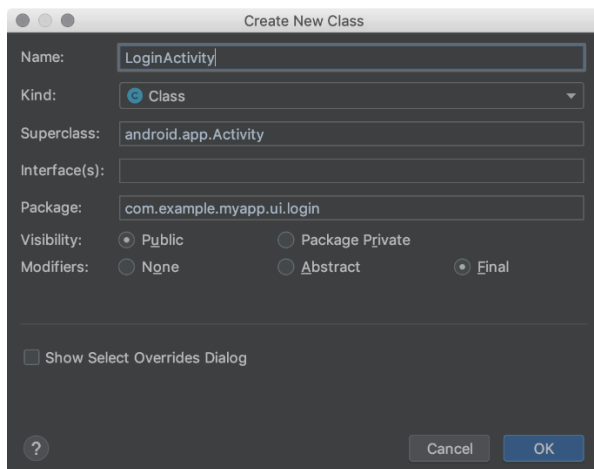 Create New Class
Name: LoginActivity
Kind: C Class
Superclass: android.app.Activity
Interface(s):
Package: com.example.myapp.ui.login
Visibility: Public Package Private
Modifiers: None Abstract Final
Show Select Overrides Dialog
? Cancel OK